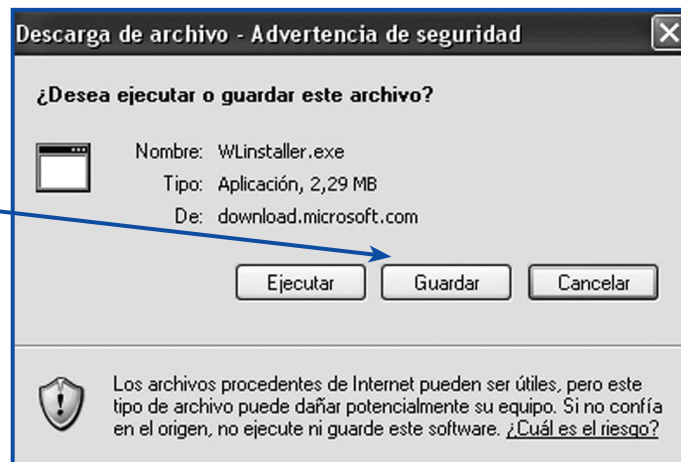 Descarga de archivo - Advertencia de seguridad
¿Desea ejecutar o guardar este archivo?
Nombre: WLinstaller.exe
Tipo: Aplicación, 2,29 MB
De: download.microsoft.com
Ejecutar Guardar Cancelar
Los archivos procedentes de Internet pueden ser útiles, pero este
tipo de archivo puede dañar potencialmente su equipo. Si no confía
en el origen, no ejecute ni guarde este software. ¿Cuál es el riesgo?